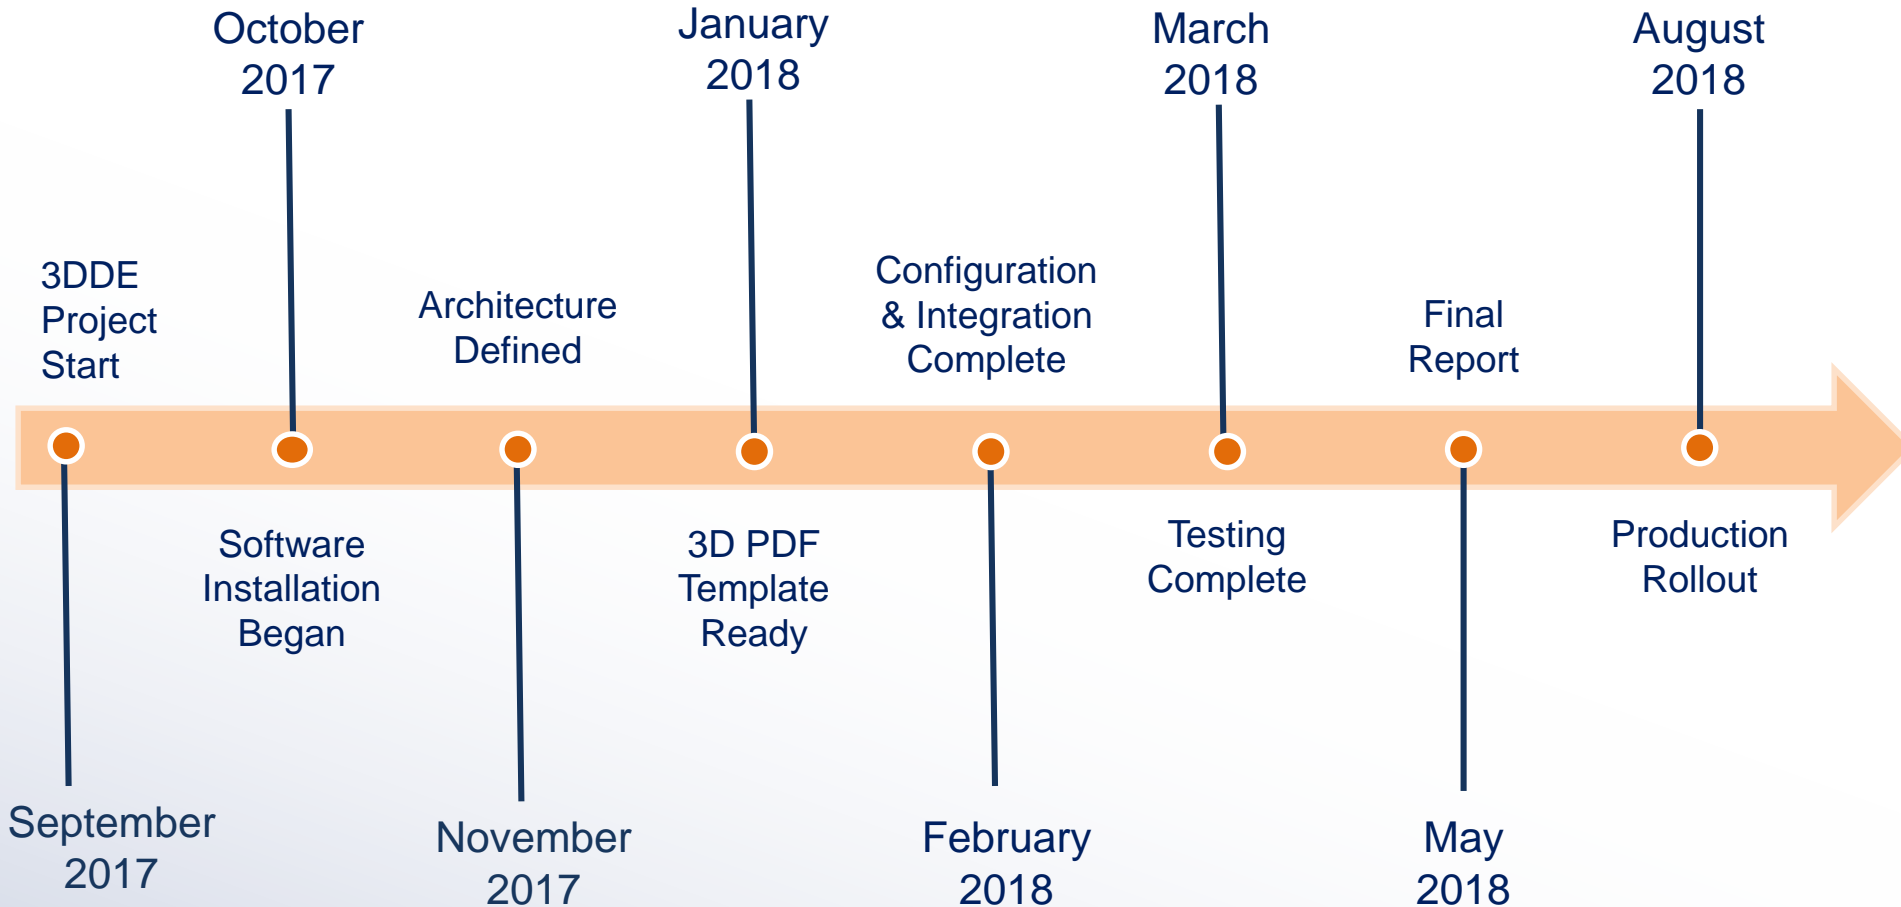 October
2017
January
2018
March
2018
August
2018
3DDE
Project
Start
Architecture
Defined
Configuration
& Integration
Complete
Final
Report
Software
Installation
Began
3D PDF
Template
Ready
Testing
Complete
Production
Rollout
September
2017
November
2017
February
2018
May
2018